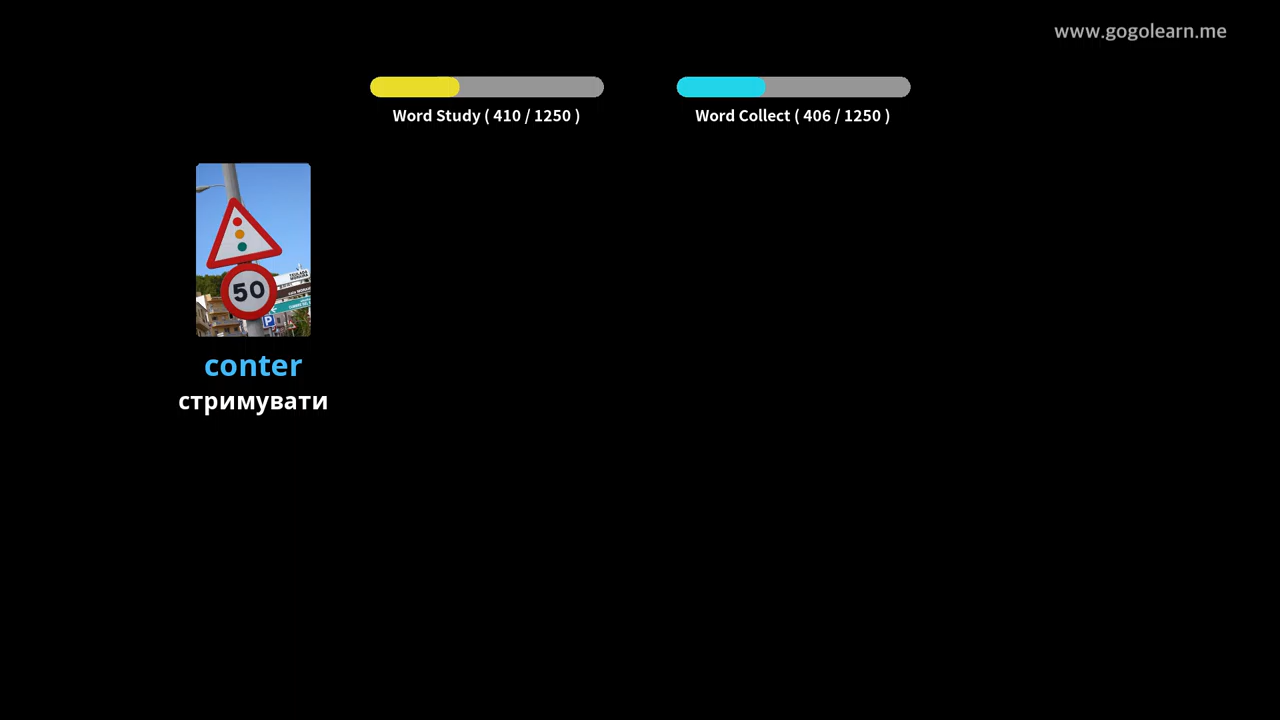 www.gogolearn.me
Word Study ( 410 / 1250 )
Word Collect ( 406 / 1250 )
50
P
conter
стримувати